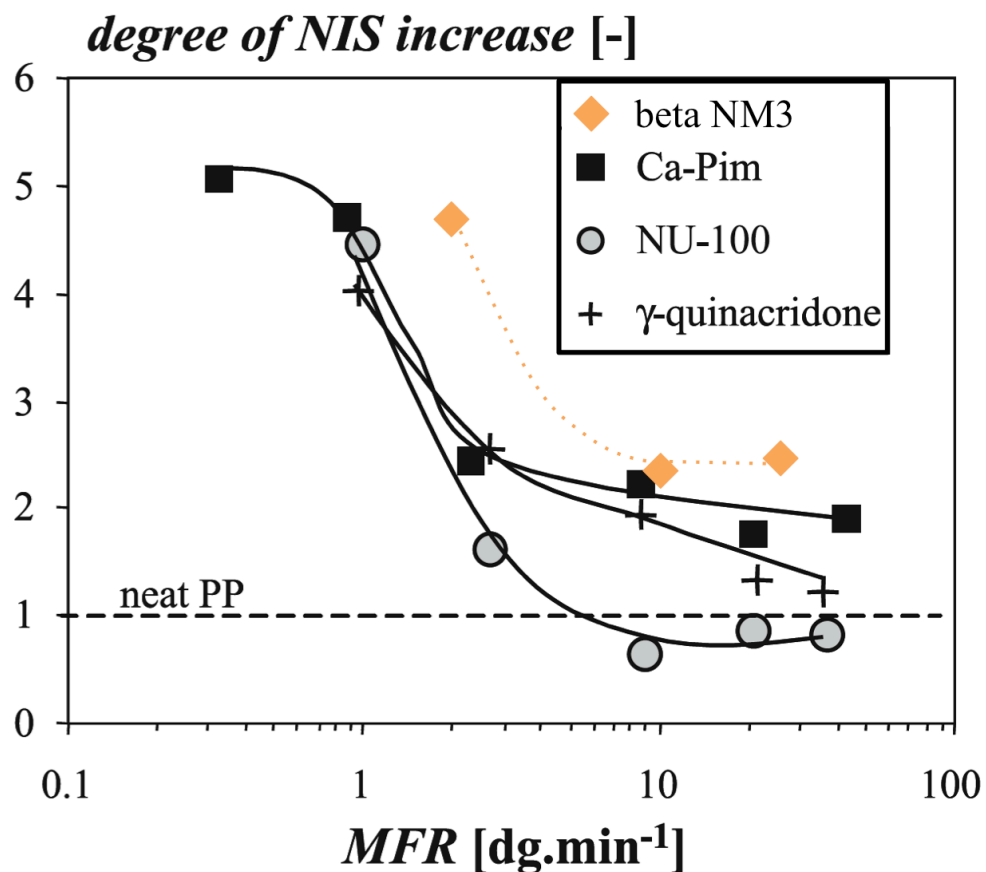 degree of NIS increase [-]
6
5
4
3
2
1
0
beta NM3
Ca-Pim
NU-100
γ-quinacridone
neat PP
0.1 1 10 100
MFR [dg.min⁻¹]